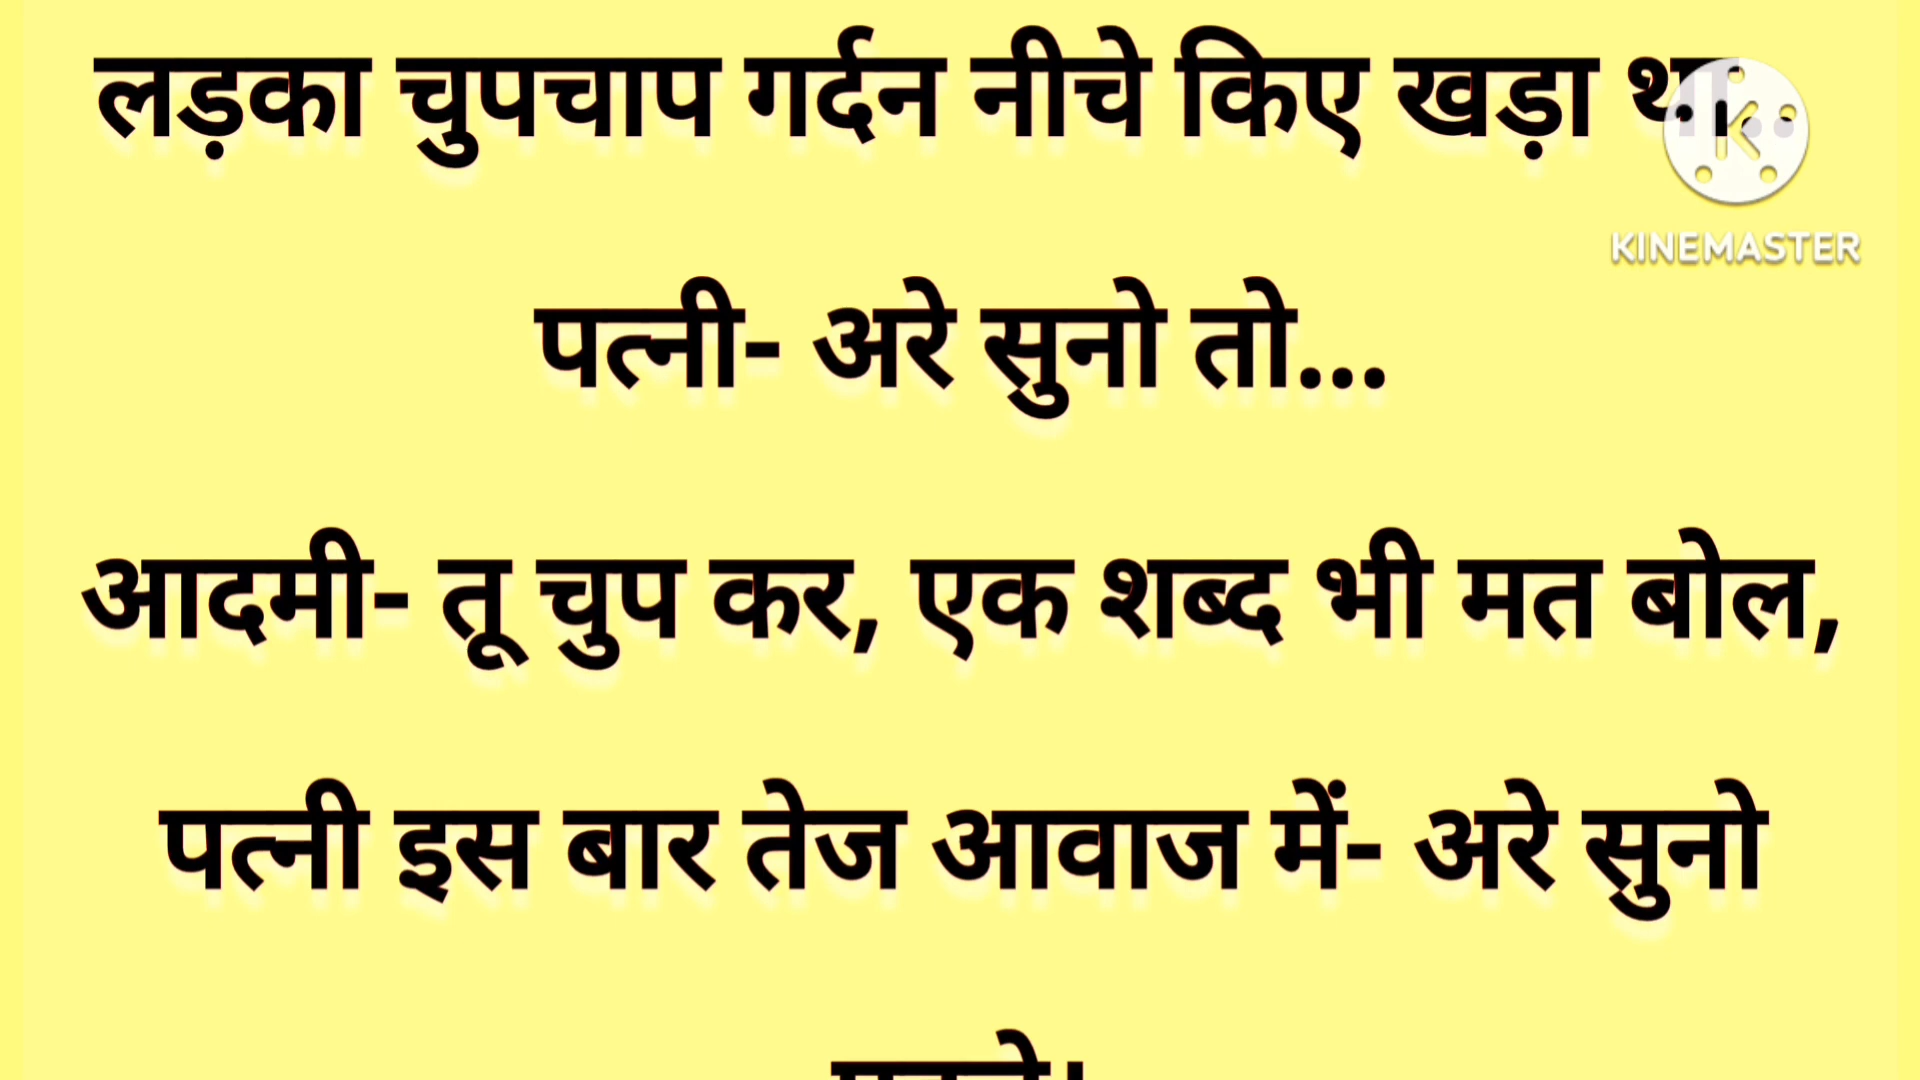 लड़का चुपचाप गर्दन नीचे किए खड़ा था..
KINEMASTER
पत्नी- अरे सुनो तो...
आदमी- तू चुप कर, एक शब्द भी मत बोल,
पत्नी इस बार तेज आवाज में- अरे सुनो